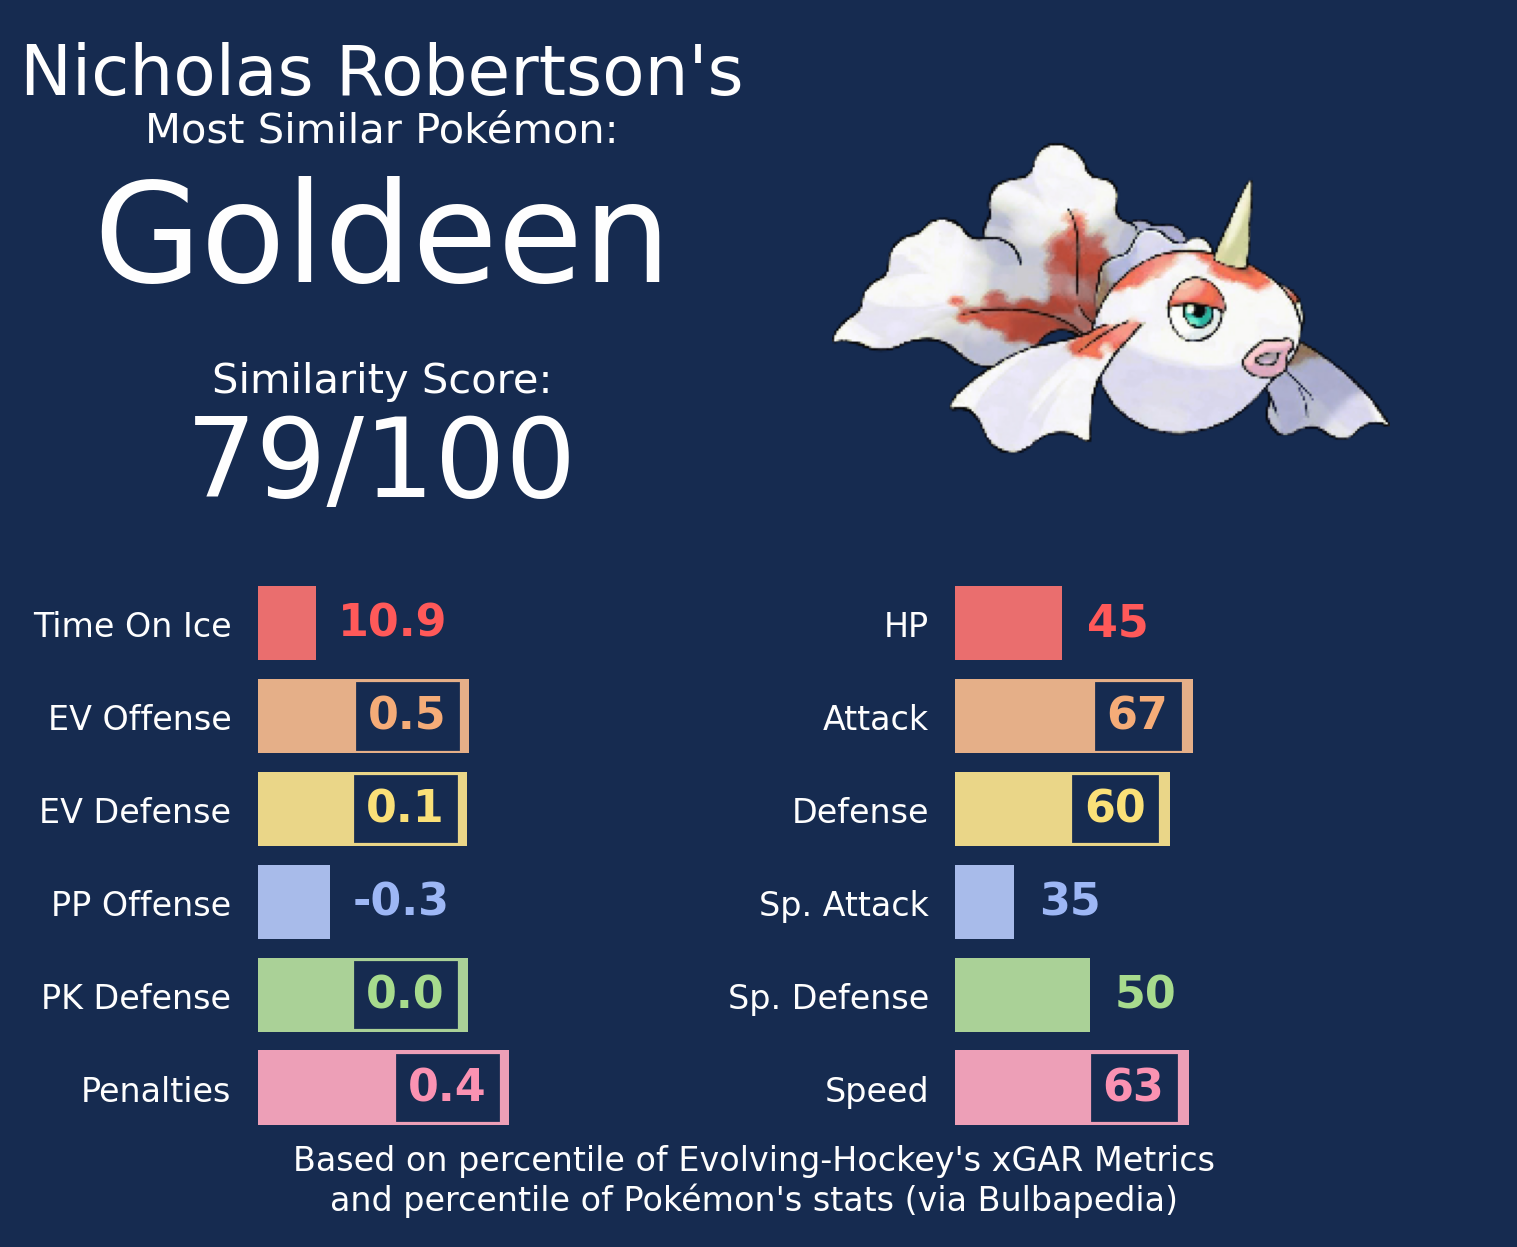 Nicholas Robertson's
Most Similar Pokémon:
Goldeen
Similarity Score:
79/100
Time On Ice 10.9
EV Offense 0.5
EV Defense 0.1
PP Offense -0.3
PK Defense 0.0
Penalties 0.4
HP 45
Attack 67
Defense 60
Sp. Attack 35
Sp. Defense 50
Speed 63
Based on percentile of Evolving-Hockey's xGAR Metrics
and percentile of Pokémon's stats (via Bulbapedia)